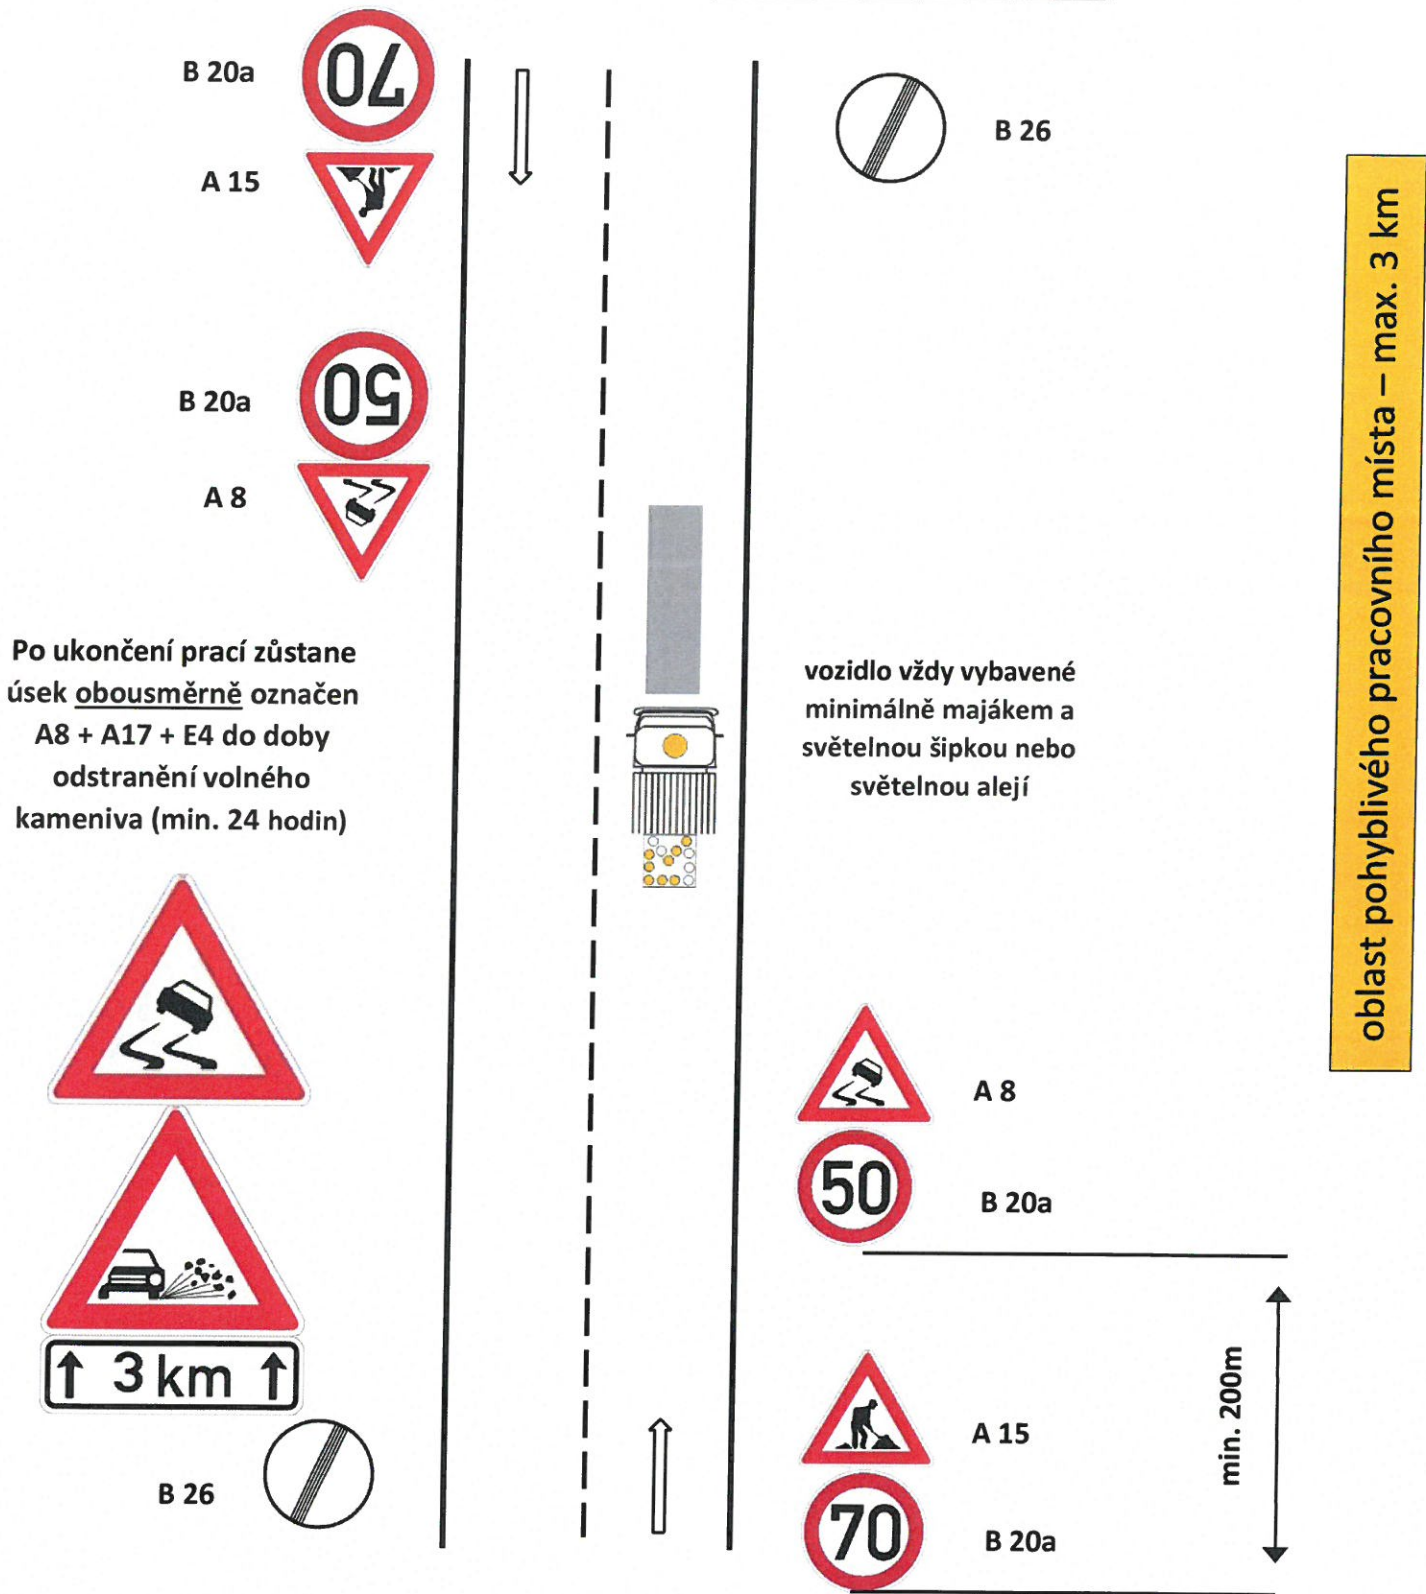 B 20a
70
B 26
A 15
B 20a
50
A 8
Po ukončení prací zůstane
úsek obousměrně označen
A8 + A17 + E4 do doby
odstranění volného
kameniva (min. 24 hodin)
vozidlo vždy vybavené
minimálně majákem a
světelnou šipkou nebo
světelnou alejí
oblast pohyblivého pracovního místa – max. 3 km
A 8
50
B 20a
↑ 3 km ↑
min. 200m
A 15
B 26
70
B 20a